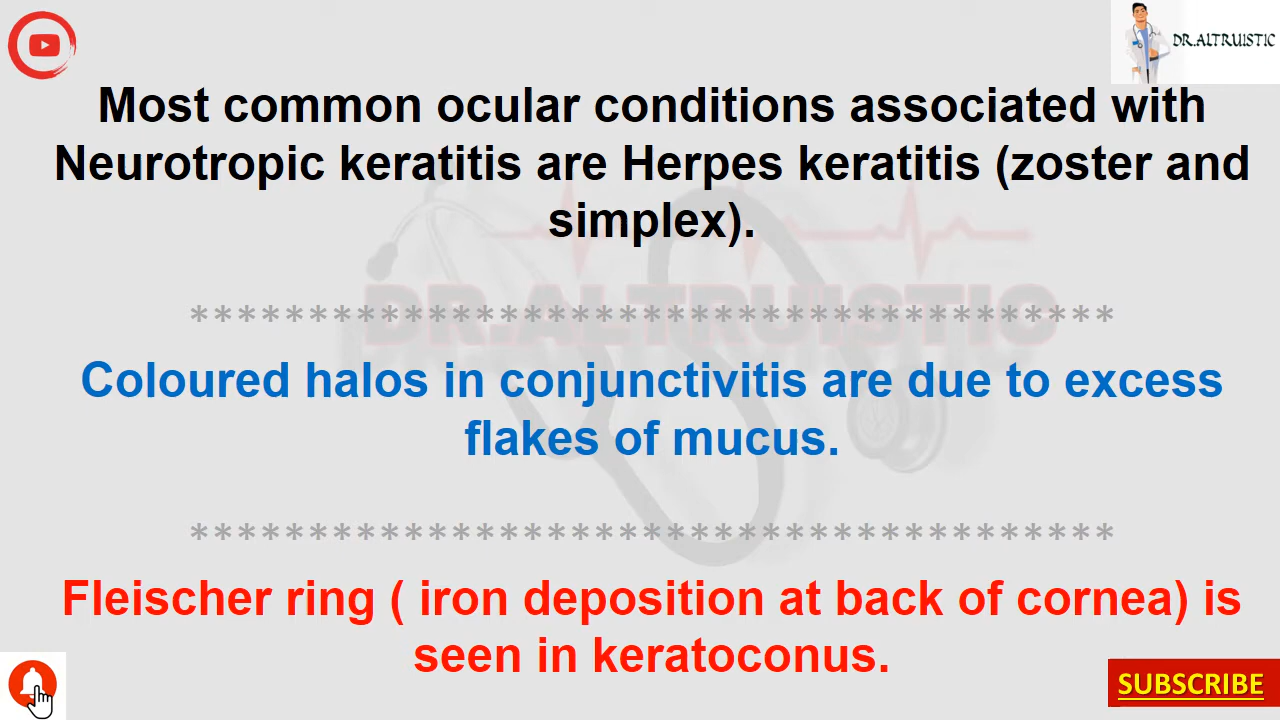 DR.ALTRUISTIC
Most common ocular conditions associated with
Neurotropic keratitis are Herpes keratitis (zoster and
simplex).
DR.ALTRUISTIC
***************************************
Coloured halos in conjunctivitis are due to excess
flakes of mucus.
***************************************
Fleischer ring ( iron deposition at back of cornea) is
seen in keratoconus.
SUBSCRIBE